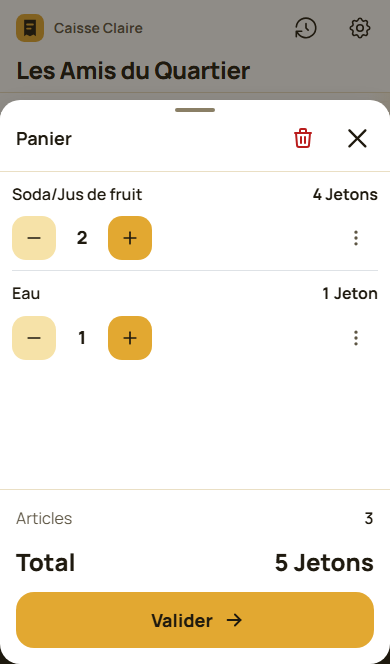 Caisse Claire
Les Amis du Quartier
Panier
Soda/Jus de fruit 4 Jetons
2
Eau 1 Jeton
1
Articles 3
Total 5 Jetons
Valider